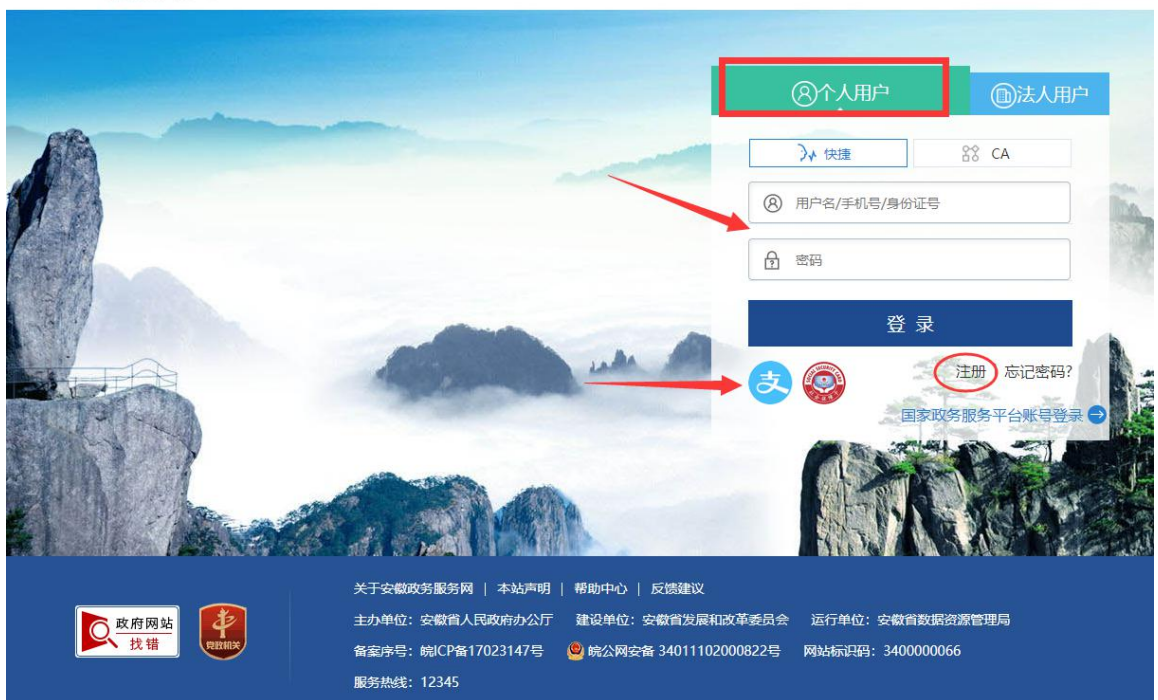 个人用户
法人用户
快捷
CA
用户名/手机号/身份证号
密码
登 录
支
注册 忘记密码?
国家政务服务平台账号登录
关于安徽政务服务网 | 本站声明 | 帮助中心 | 反馈建议
政府网站
找错
党政机关
主办单位：安徽省人民政府办公厅 建设单位：安徽省发展和改革委员会 运行单位：安徽省数据资源管理局
备案序号：皖ICP备17023147号 皖公网安备 34011102000822号 网站标识码：3400000066
服务热线：12345